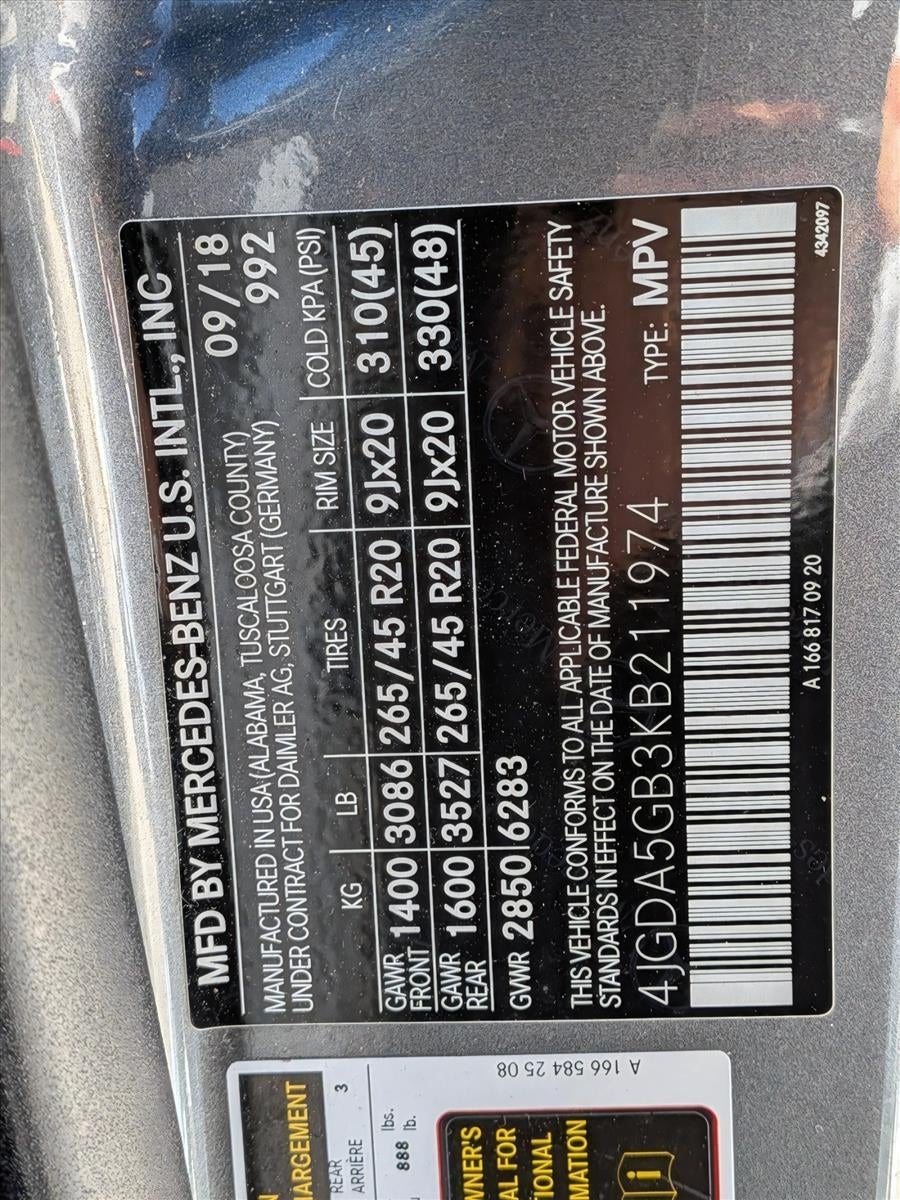 MFD BY MERCEDES-BENZ U.S. INTL., INC
MANUFACTURED IN USA (ALABAMA, TUSCALOOSA COUNTY) 09/18
UNDER CONTRACT FOR DAIMLER AG, STUTTGART (GERMANY) 992
KG LB TIRES RIM SIZE COLD KPA (PSI)
GAWR FRONT 1400 3086 265/45 R20 9Jx20 310(45)
GAWR REAR 1600 3527 265/45 R20 9Jx20 330(48)
GVWR 2850 6283
THIS VEHICLE CONFORMS TO ALL APPLICABLE FEDERAL MOTOR VEHICLE SAFETY
STANDARDS IN EFFECT ON THE DATE OF MANUFACTURE SHOWN ABOVE.
4JGDA5GB3KB211974 TYPE: MPV
A 166 817 09 20 4342097
REAR
ARRIÈRE 3
lbs.
888 lb.
A 166 584 25 08